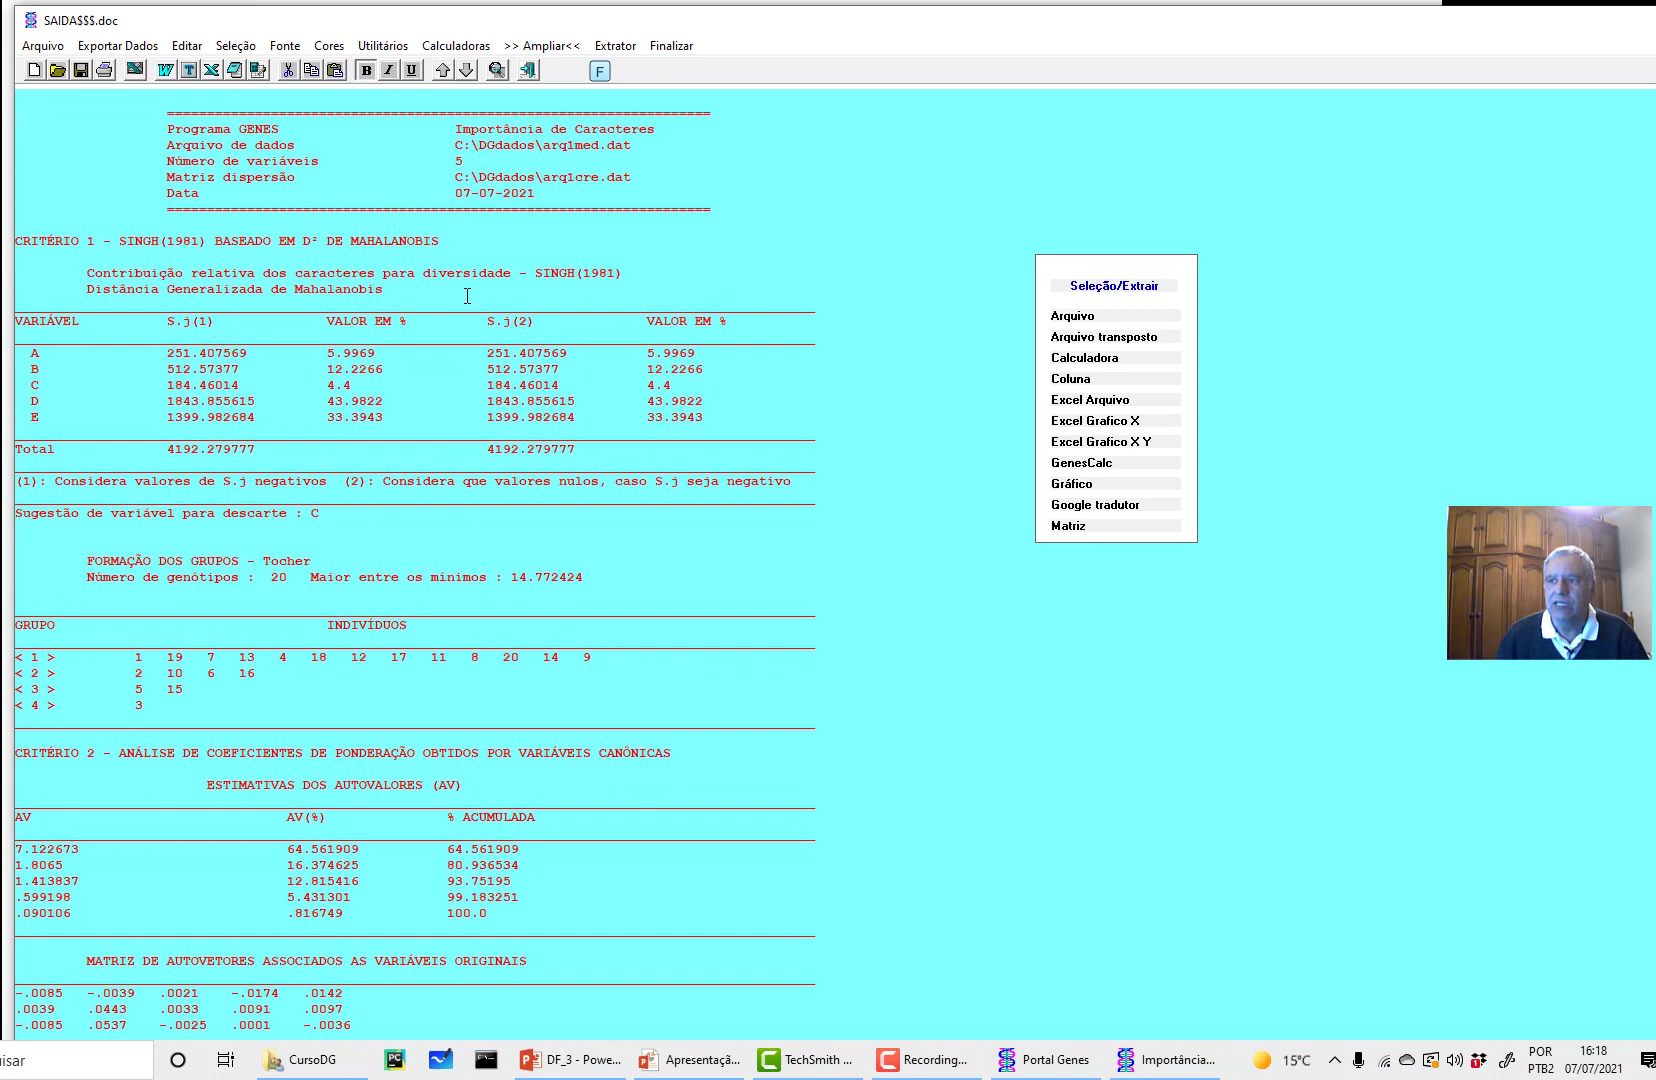 SAIDA$$$.doc
Arquivo Exportar Dados Editar Seleção Fonte Cores Utilitários Calculadoras >> Ampliar<< Extrator Finalizar
W T X B I U F
Programa GENES Importância de Caracteres
Arquivo de dados C:\DGdados\arq1med.dat
Número de variáveis 5
Matriz dispersão C:\DGdados\arq1cre.dat
Data 07-07-2021
CRITÉRIO 1 - SINGH(1981) BASEADO EM D² DE MAHALANOBIS
Contribuição relativa dos caracteres para diversidade - SINGH(1981)
Distância Generalizada de Mahalanobis
VARIÁVEL S.j(1) VALOR EM % S.j(2) VALOR EM %
A 251.407569 5.9969 251.407569 5.9969
B 512.57377 12.2266 512.57377 12.2266
C 184.46014 4.4 184.46014 4.4
D 1843.855615 43.9822 1843.855615 43.9822
E 1399.982684 33.3943 1399.982684 33.3943
Total 4192.279777 4192.279777
(1): Considera valores de S.j negativos (2): Considera que valores nulos, caso S.j seja negativo
Sugestão de variável para descarte : C
FORMAÇÃO DOS GRUPOS - Tocher
Número de genótipos : 20 Maior entre os mínimos : 14.772424
GRUPO INDIVÍDUOS
< 1 > 1 19 7 13 4 18 12 17 11 8 20 14 9
< 2 > 2 10 6 16
< 3 > 5 15
< 4 > 3
CRITÉRIO 2 - ANÁLISE DE COEFICIENTES DE PONDERAÇÃO OBTIDOS POR VARIÁVEIS CANÔNICAS
ESTIMATIVAS DOS AUTOVALORES (AV)
AV AV(%) % ACUMULADA
7.122673 64.561909 64.561909
1.8065 16.374625 80.936534
1.413837 12.815416 93.75195
.599198 5.431301 99.183251
.090106 .816749 100.0
MATRIZ DE AUTOVETORES ASSOCIADOS AS VARIÁVEIS ORIGINAIS
-.0085 -.0039 .0021 -.0174 .0142
.0039 .0443 .0033 .0091 .0097
-.0085 .0537 -.0025 .0001 -.0036
Seleção/Extrair
Arquivo
Arquivo transposto
Calculadora
Coluna
Excel Arquivo
Excel Grafico X
Excel Grafico X Y
GenesCalc
Gráfico
Google tradutor
Matriz
uisar CursoDG PC DF_3 - Powe... Apresentaçã... TechSmith ... Recording... Portal Genes Importância... 15°C POR 16:18
PTB2 07/07/2021